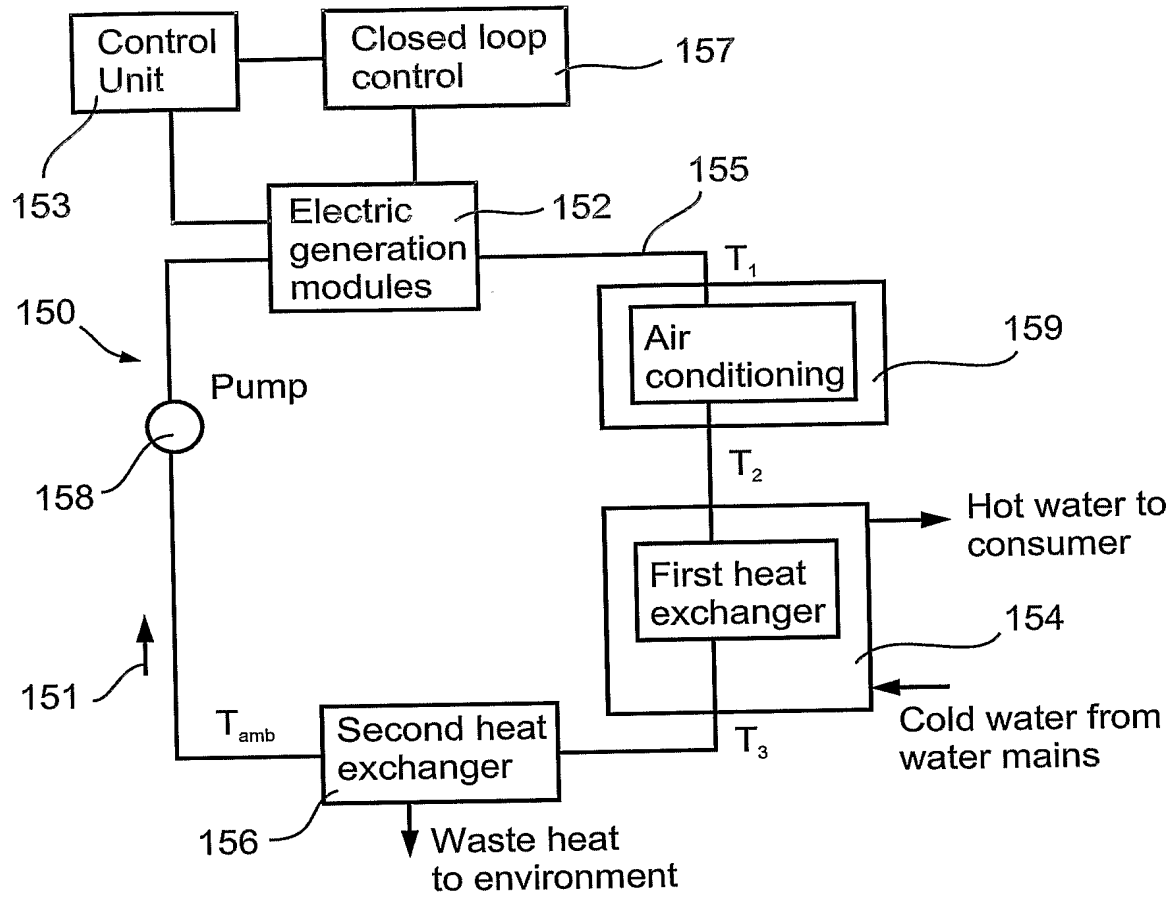 Control
Unit
Closed loop
control
157
153
Electric
generation
modules
152
155
T1
150
Pump
Air
conditioning
159
158
T2
Hot water to
consumer
First heat
exchanger
154
151
Tamb
Second heat
exchanger
T3
Cold water from
water mains
156
Waste heat
to environment